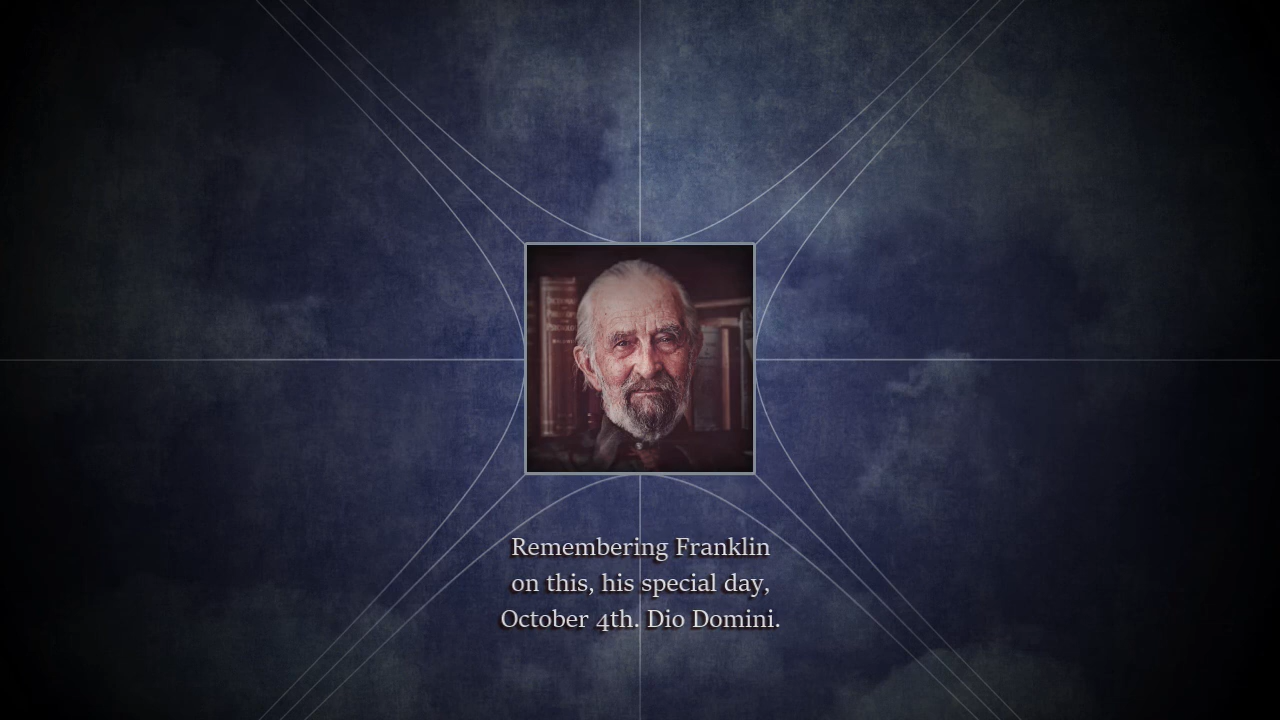 Remembering Franklin
on this, his special day,
October 4th. Dio Domini.